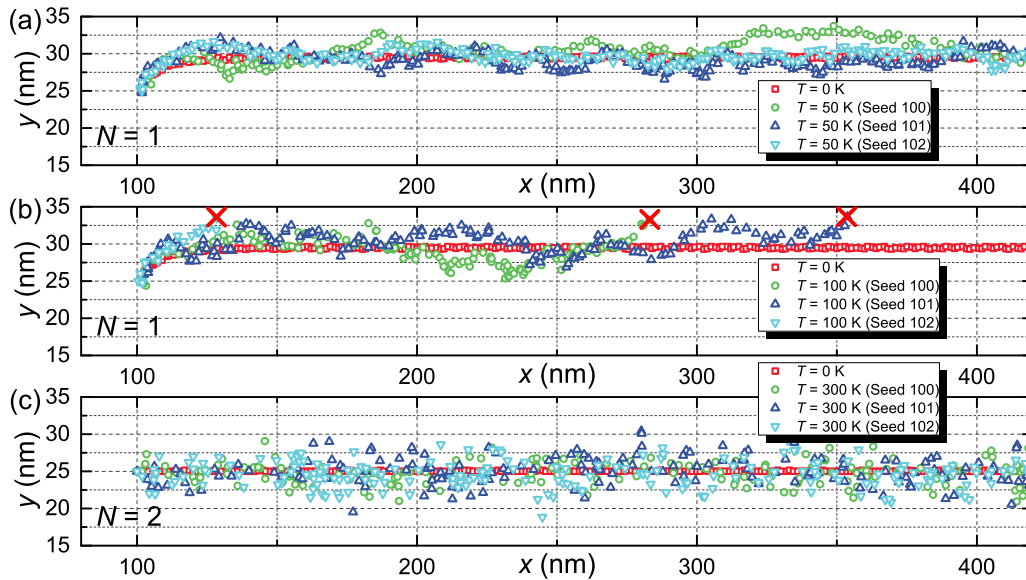 (a)
35
30
25
20
15
y (nm)
N = 1
T = 0 K
T = 50 K (Seed 100)
T = 50 K (Seed 101)
T = 50 K (Seed 102)
100 200 300 400
x (nm)
(b)
35
30
25
20
15
y (nm)
N = 1
T = 0 K
T = 100 K (Seed 100)
T = 100 K (Seed 101)
T = 100 K (Seed 102)
100 200 300 400
x (nm)
(c)
35
30
25
20
15
y (nm)
N = 2
T = 0 K
T = 300 K (Seed 100)
T = 300 K (Seed 101)
T = 300 K (Seed 102)
100 200 300 400